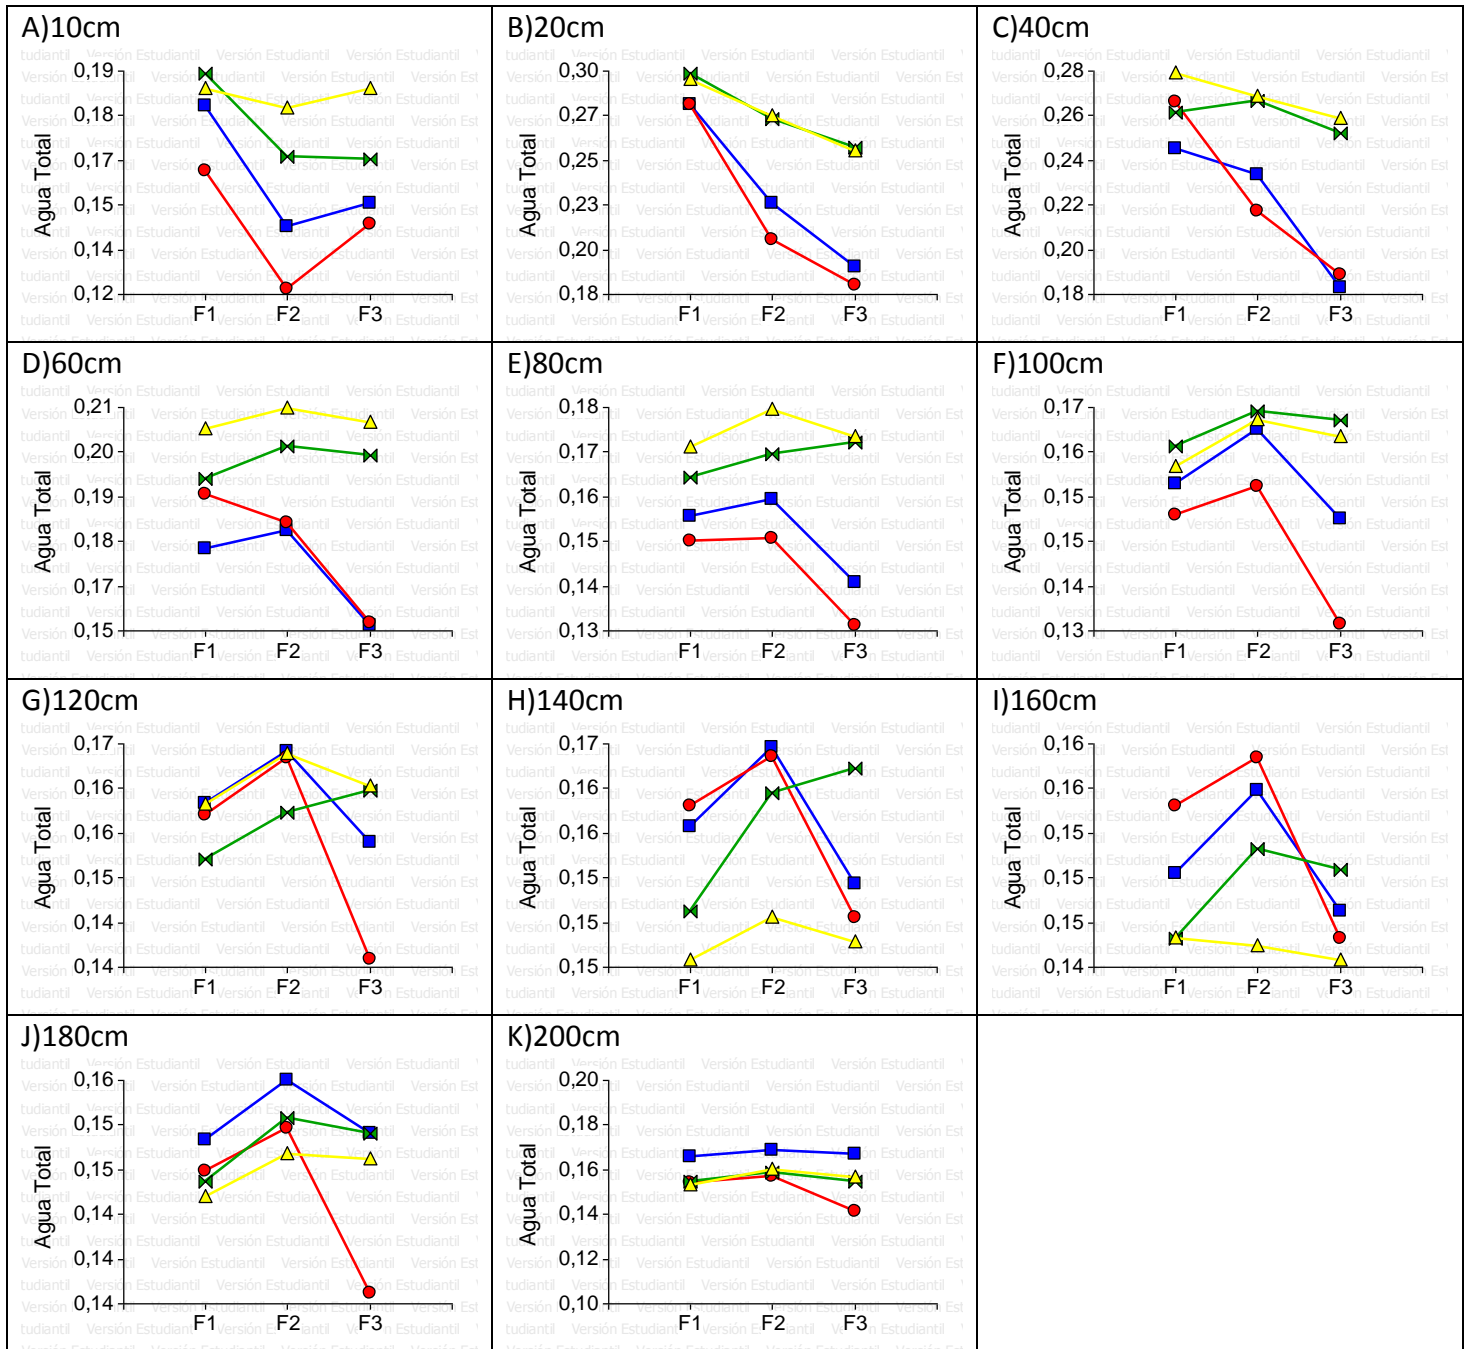 A)10cm
Agua Total
0,19
0,18
0,17
0,15
0,14
0,12
F1 F2 F3
B)20cm
Agua Total
0,30
0,27
0,25
0,23
0,20
0,18
F1 F2 F3
C)40cm
Agua Total
0,28
0,26
0,24
0,22
0,20
0,18
F1 F2 F3
D)60cm
Agua Total
0,21
0,20
0,19
0,18
0,17
0,15
F1 F2 F3
E)80cm
Agua Total
0,18
0,17
0,16
0,15
0,14
0,13
F1 F2 F3
F)100cm
Agua Total
0,17
0,16
0,15
0,15
0,14
0,13
F1 F2 F3
G)120cm
Agua Total
0,17
0,16
0,16
0,15
0,14
0,14
F1 F2 F3
H)140cm
Agua Total
0,17
0,16
0,16
0,15
0,15
0,15
F1 F2 F3
I)160cm
Agua Total
0,16
0,16
0,15
0,15
0,15
0,14
F1 F2 F3
J)180cm
Agua Total
0,16
0,15
0,15
0,14
0,14
0,14
F1 F2 F3
K)200cm
Agua Total
0,20
0,18
0,16
0,14
0,12
0,10
F1 F2 F3
Versión Estudiantil